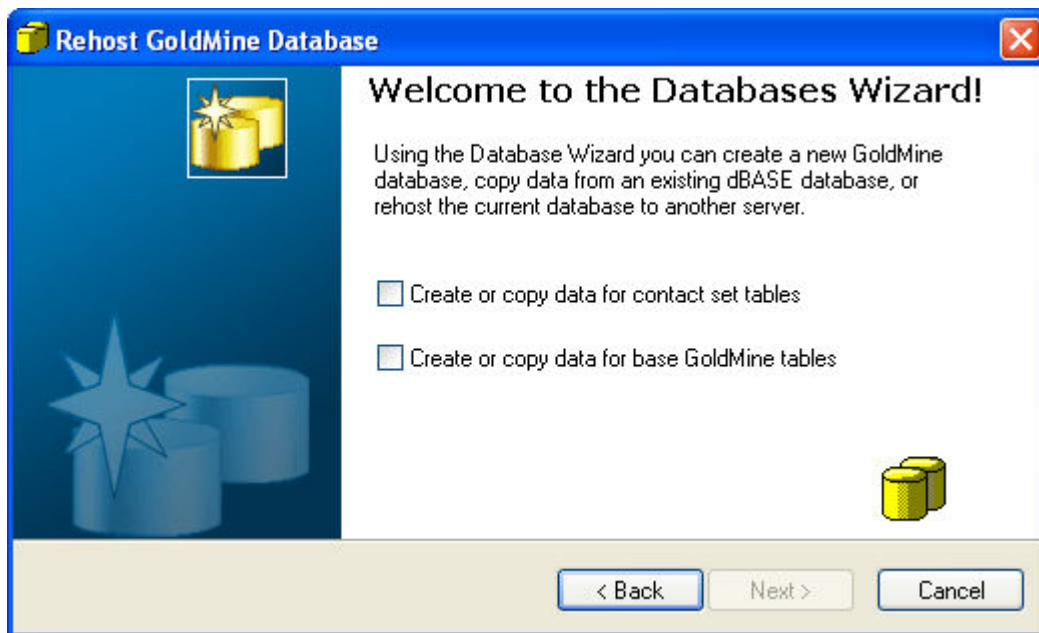 Rehost GoldMine Database
Welcome to the Databases Wizard!
Using the Database Wizard you can create a new GoldMine
database, copy data from an existing dBASE database, or
rehost the current database to another server.
Create or copy data for contact set tables
Create or copy data for base GoldMine tables
< Back
Next >
Cancel